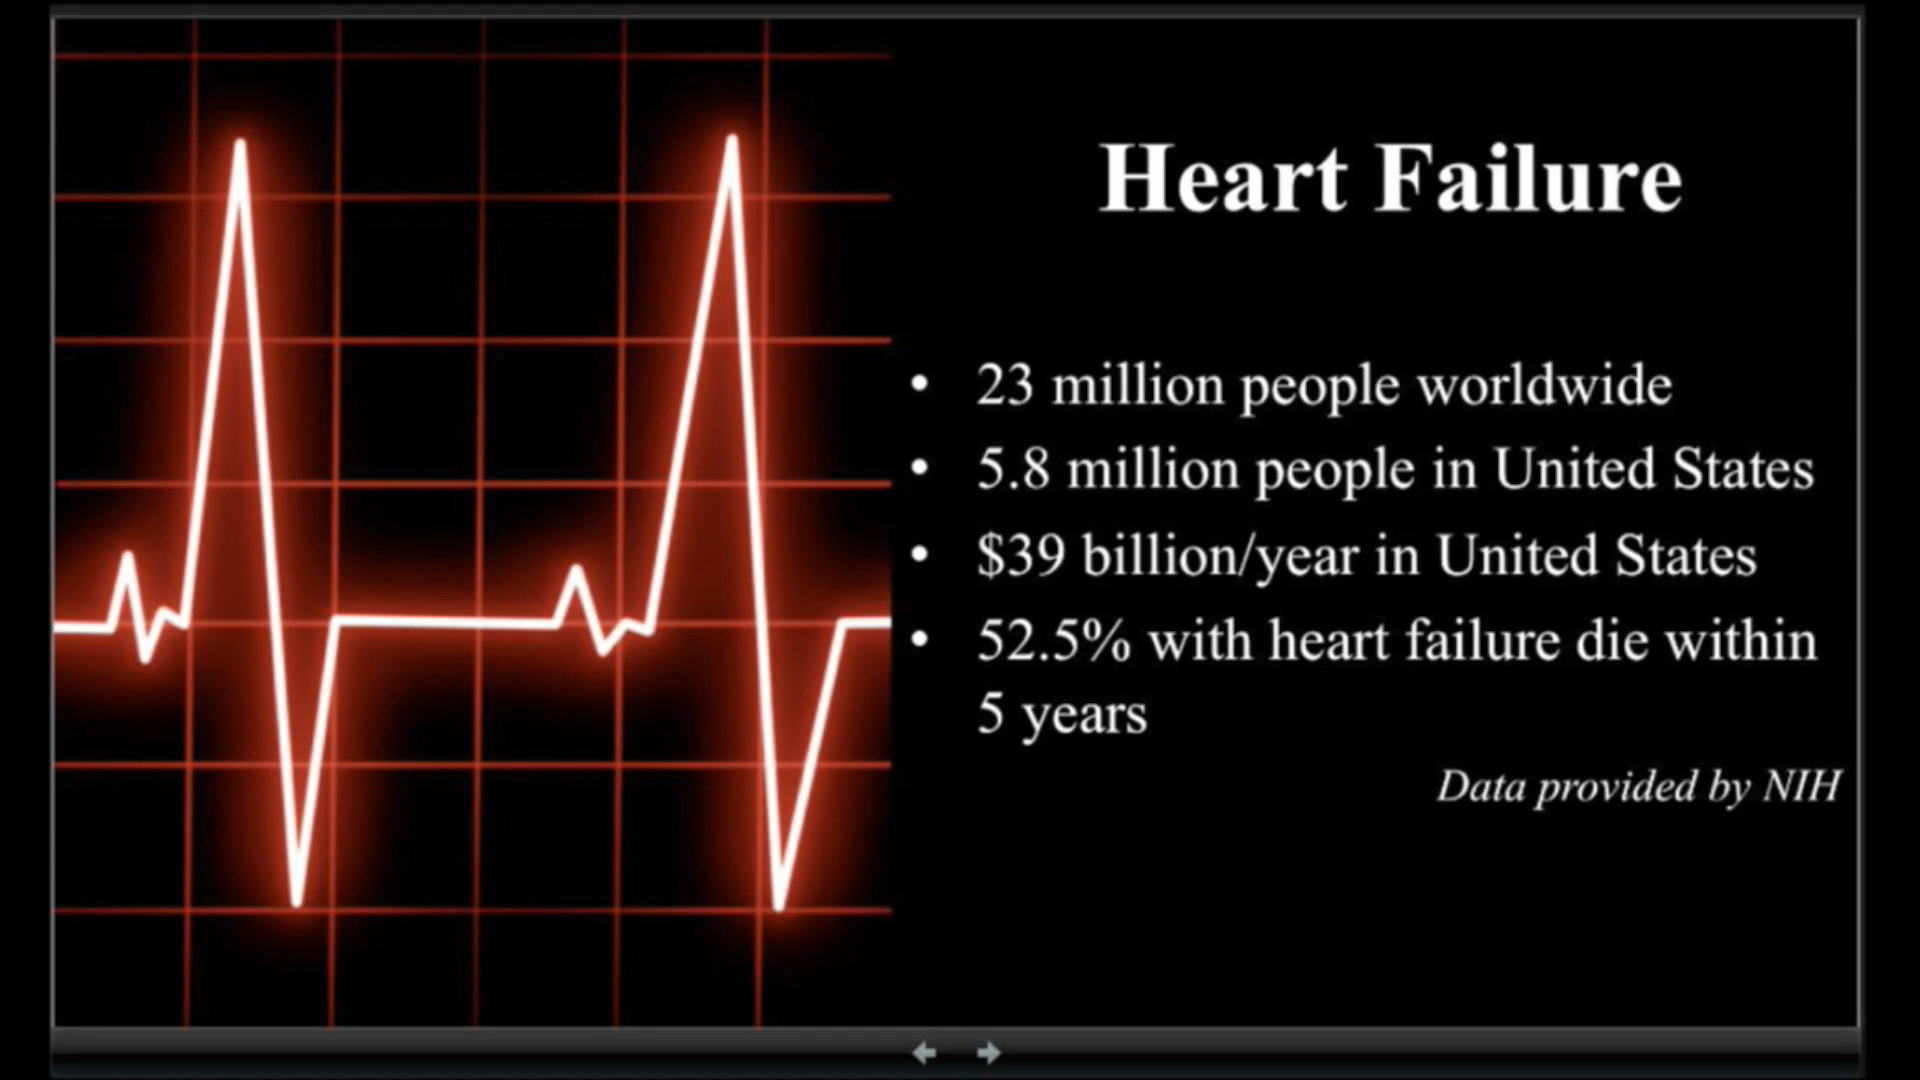 Heart Failure
• 23 million people worldwide
• 5.8 million people in United States
• $39 billion/year in United States
• 52.5% with heart failure die within
5 years
Data provided by NIH